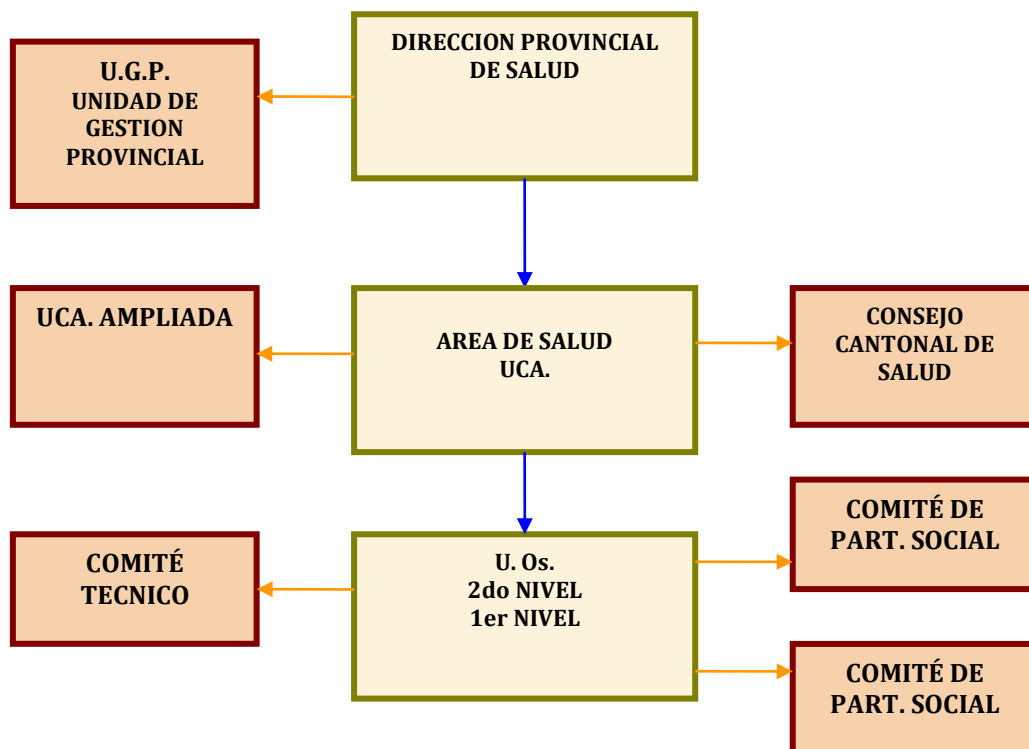 DIRECCION PROVINCIAL
DE SALUD
U.G.P.
UNIDAD DE
GESTION
PROVINCIAL
UCA. AMPLIADA
AREA DE SALUD
UCA.
CONSEJO
CANTONAL DE
SALUD
COMITÉ
TECNICO
U. Os.
2do NIVEL
1er NIVEL
COMITÉ DE
PART. SOCIAL
COMITÉ DE
PART. SOCIAL